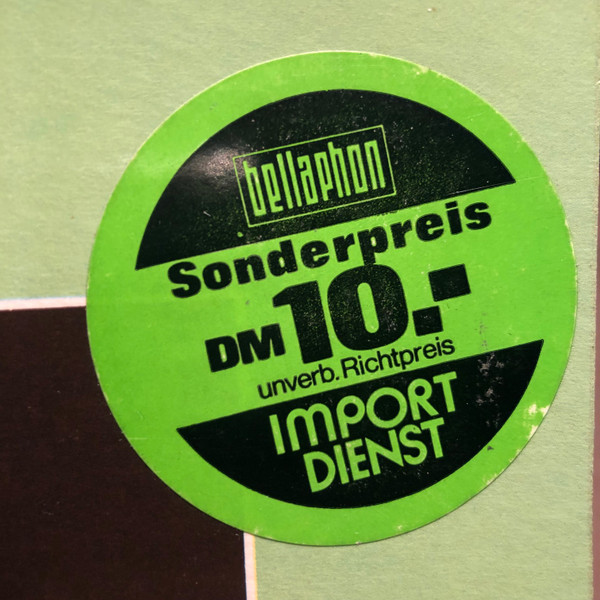 bellaphon
Sonderpreis
DM 10.-
unverb. Richtpreis
IMPORT
DIENST